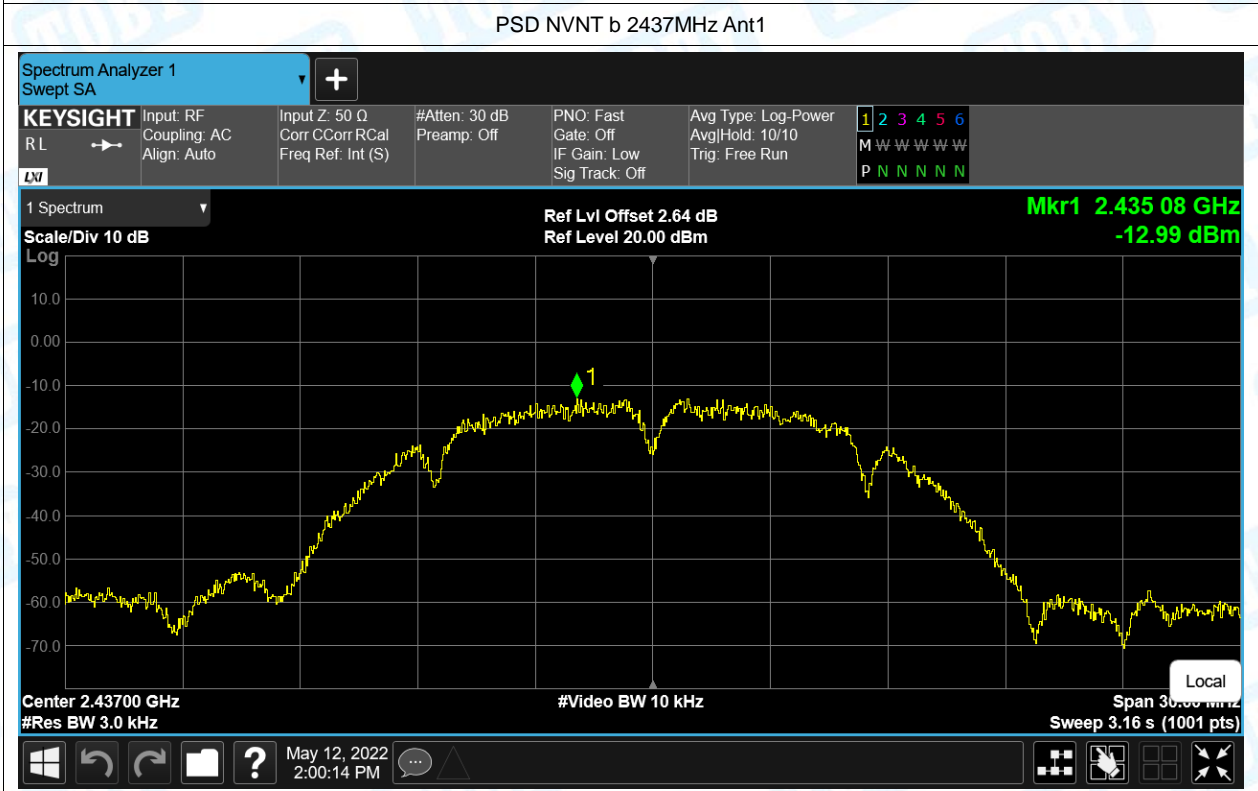 PSD NVNT b 2437MHz Ant1
Spectrum Analyzer 1
Swept SA
KEYSIGHT
R L
LXI
Input: RF
Coupling: AC
Align: Auto
Input Z: 50 Ω
Corr CCorr RCal
Freq Ref: Int (S)
#Atten: 30 dB
Preamp: Off
PNO: Fast
Gate: Off
IF Gain: Low
Sig Track: Off
Avg Type: Log-Power
Avg|Hold: 10/10
Trig: Free Run
1 2 3 4 5 6
M W W W W W
P N N N N N
1 Spectrum
Scale/Div 10 dB
Log
Ref Lvl Offset 2.64 dB
Ref Level 20.00 dBm
Mkr1 2.435 08 GHz
-12.99 dBm
10.0
0.00
-10.0
-20.0
-30.0
-40.0
-50.0
-60.0
-70.0
1
Local
Center 2.43700 GHz
#Res BW 3.0 kHz
#Video BW 10 kHz
Span 30.00 MHz
Sweep 3.16 s (1001 pts)
?
May 12, 2022
2:00:14 PM